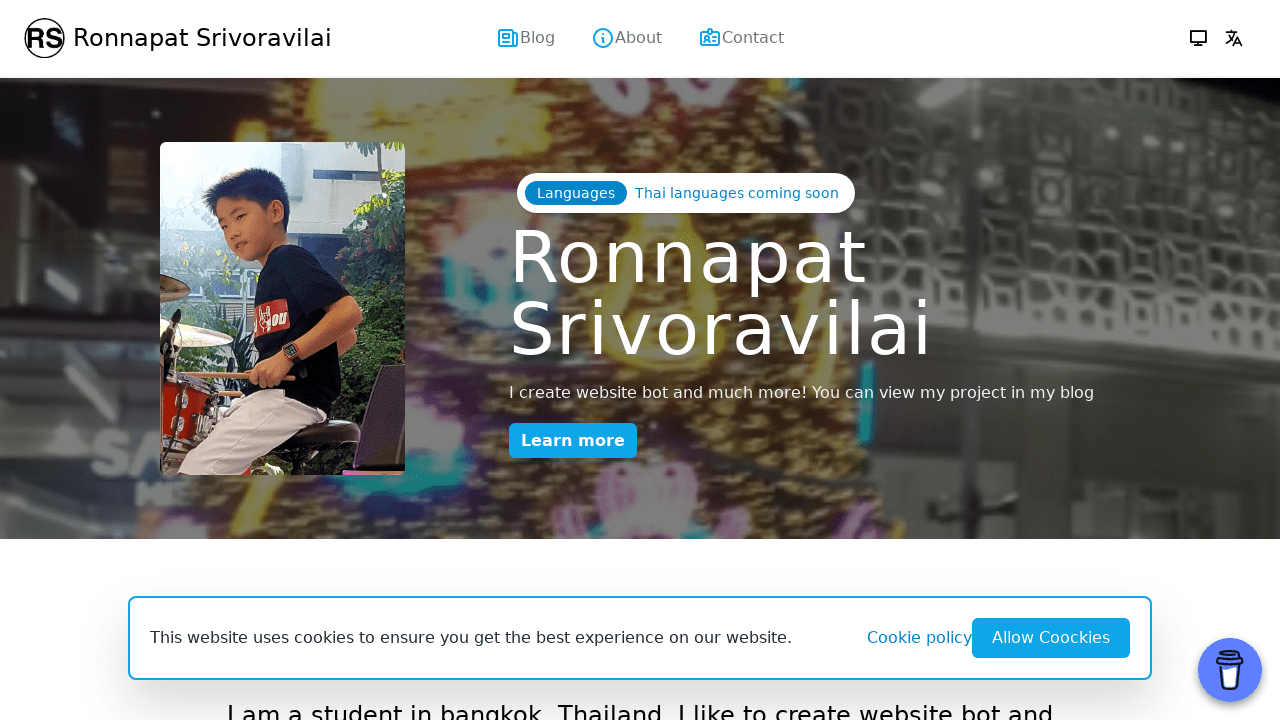 RS Ronnapat Srivoravilai
Blog
About
Contact
Languages Thai languages coming soon
Ronnapat
Srivoravilai
I create website bot and much more! You can view my project in my blog
Learn more
This website uses cookies to ensure you get the best experience on our website.
Cookie policy
Allow Coockies
I am a student in bangkok, Thailand. I like to create website bot and